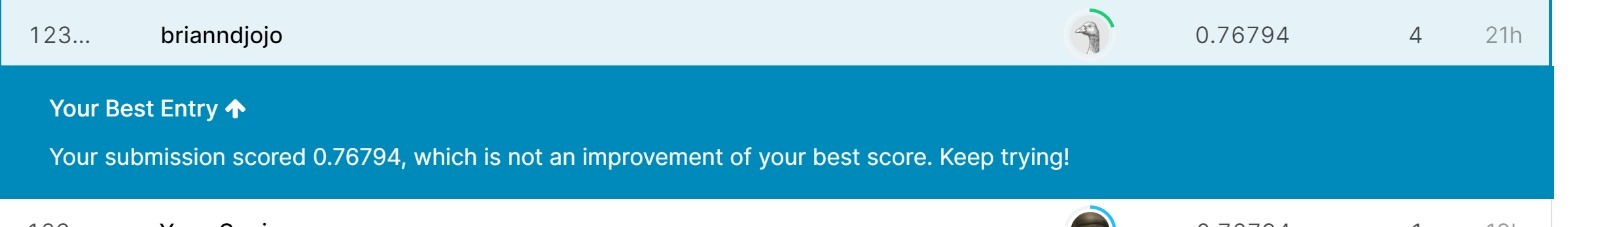 123... brianndjojo 0.76794 4 21h
Your Best Entry ↑
Your submission scored 0.76794, which is not an improvement of your best score. Keep trying!